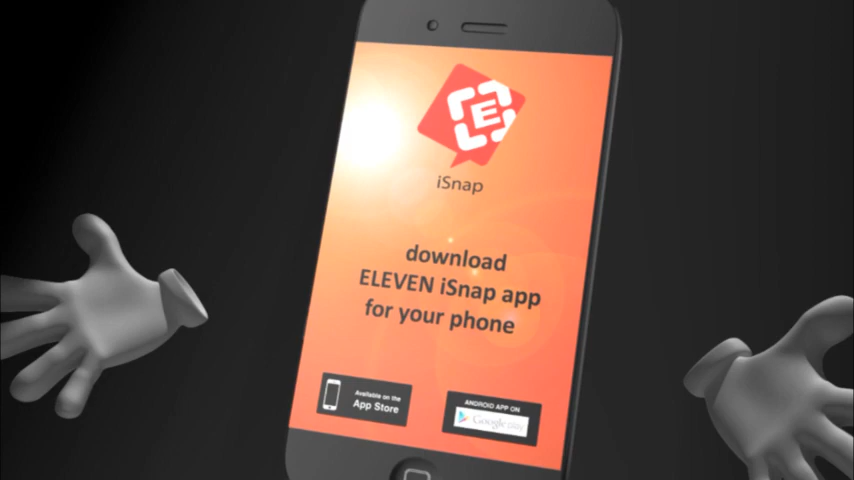 E
iSnap
download
ELEVEN iSnap app
for your phone
Available on the
App Store
ANDROID APP ON
Google play